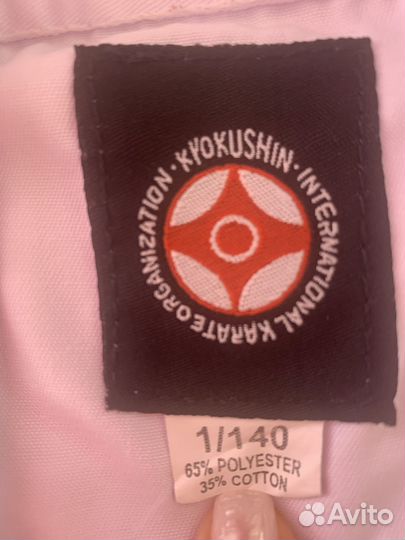 · KYOKUSHIN · INTERNATIONAL KARATE ORGANIZATION
1/140
65% POLYESTER
35% COTTON
Avito